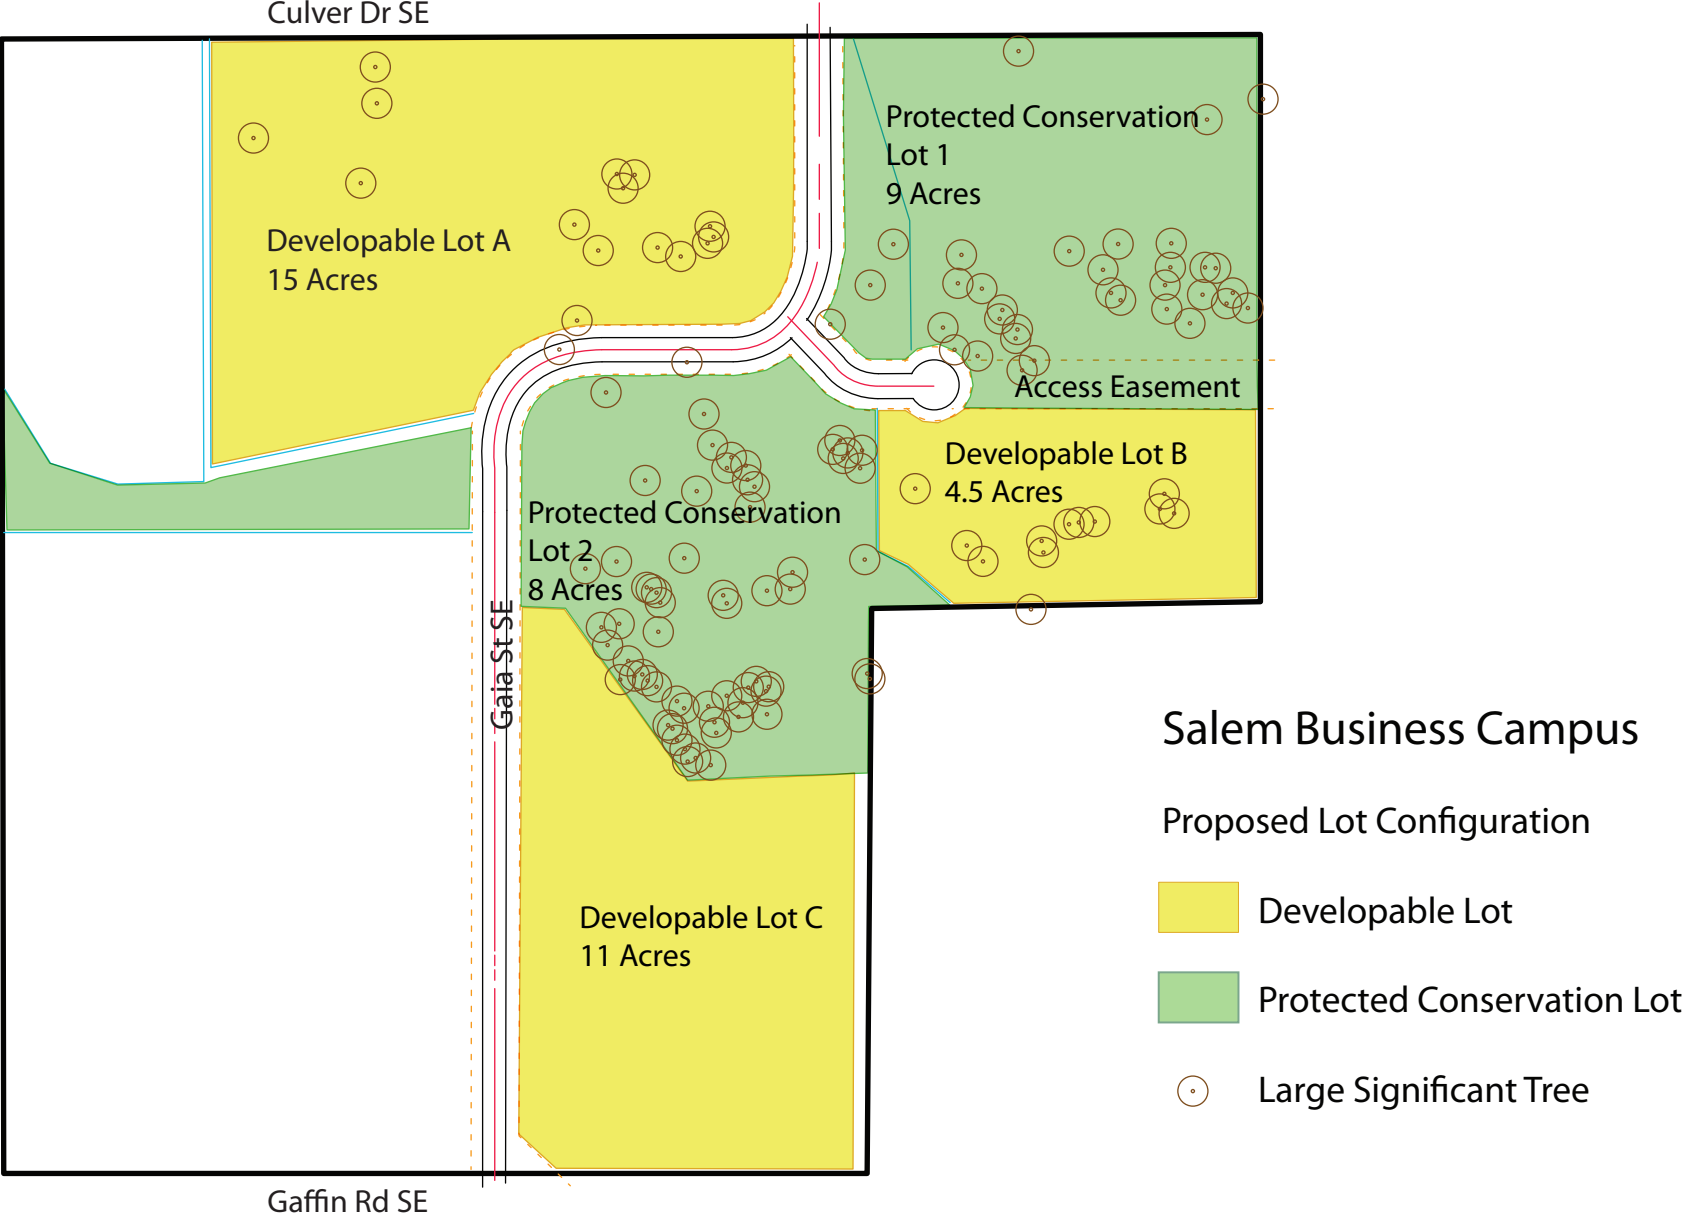 Culver Dr SE
Protected Conservation
Lot 1
9 Acres
Developable Lot A
15 Acres
Access Easement
Developable Lot B
4.5 Acres
Protected Conservation
Lot 2
8 Acres
Gaia St SE
Developable Lot C
11 Acres
Gaffin Rd SE
Salem Business Campus
Proposed Lot Configuration
Developable Lot
Protected Conservation Lot
Large Significant Tree